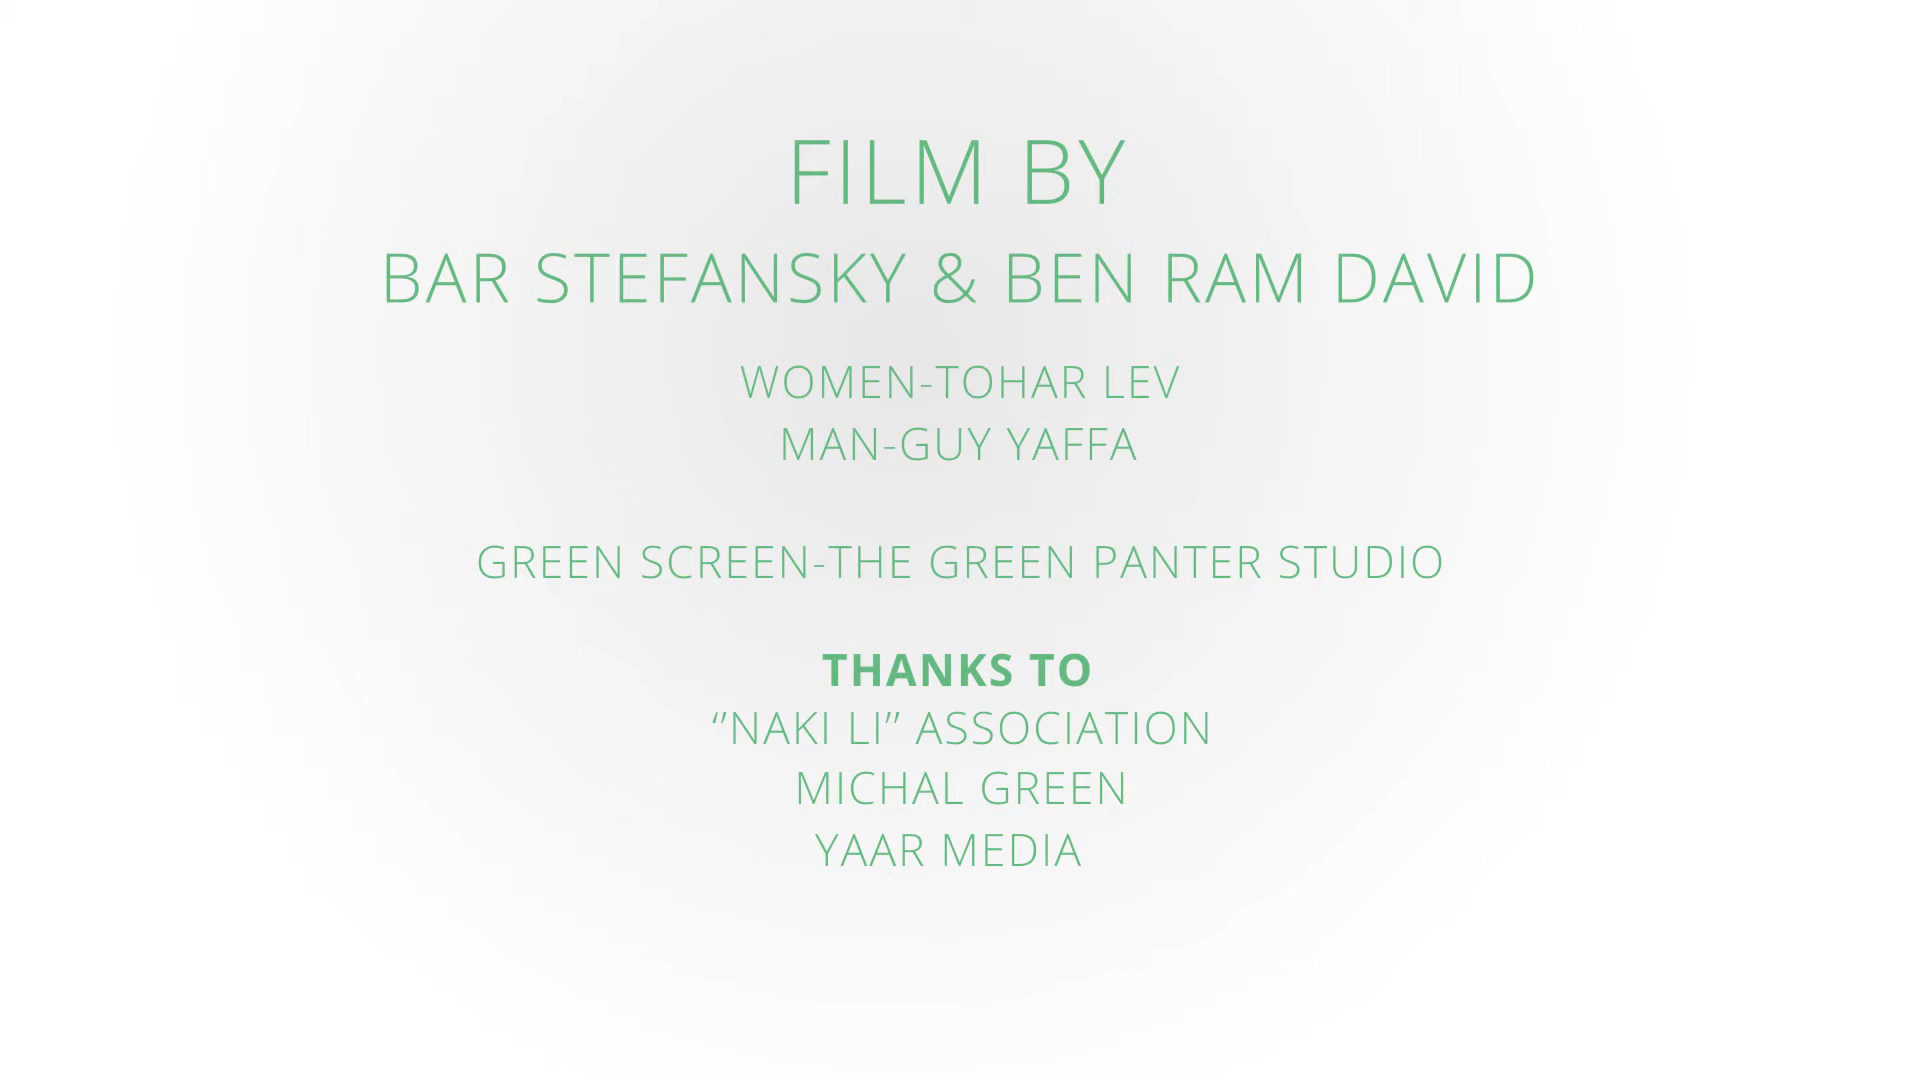 FILM BY
BAR STEFANSKY & BEN RAM DAVID
WOMEN-TOHAR LEV
MAN-GUY YAFFA
GREEN SCREEN-THE GREEN PANTER STUDIO
THANKS TO
“NAKI LI” ASSOCIATION
MICHAL GREEN
YAAR MEDIA